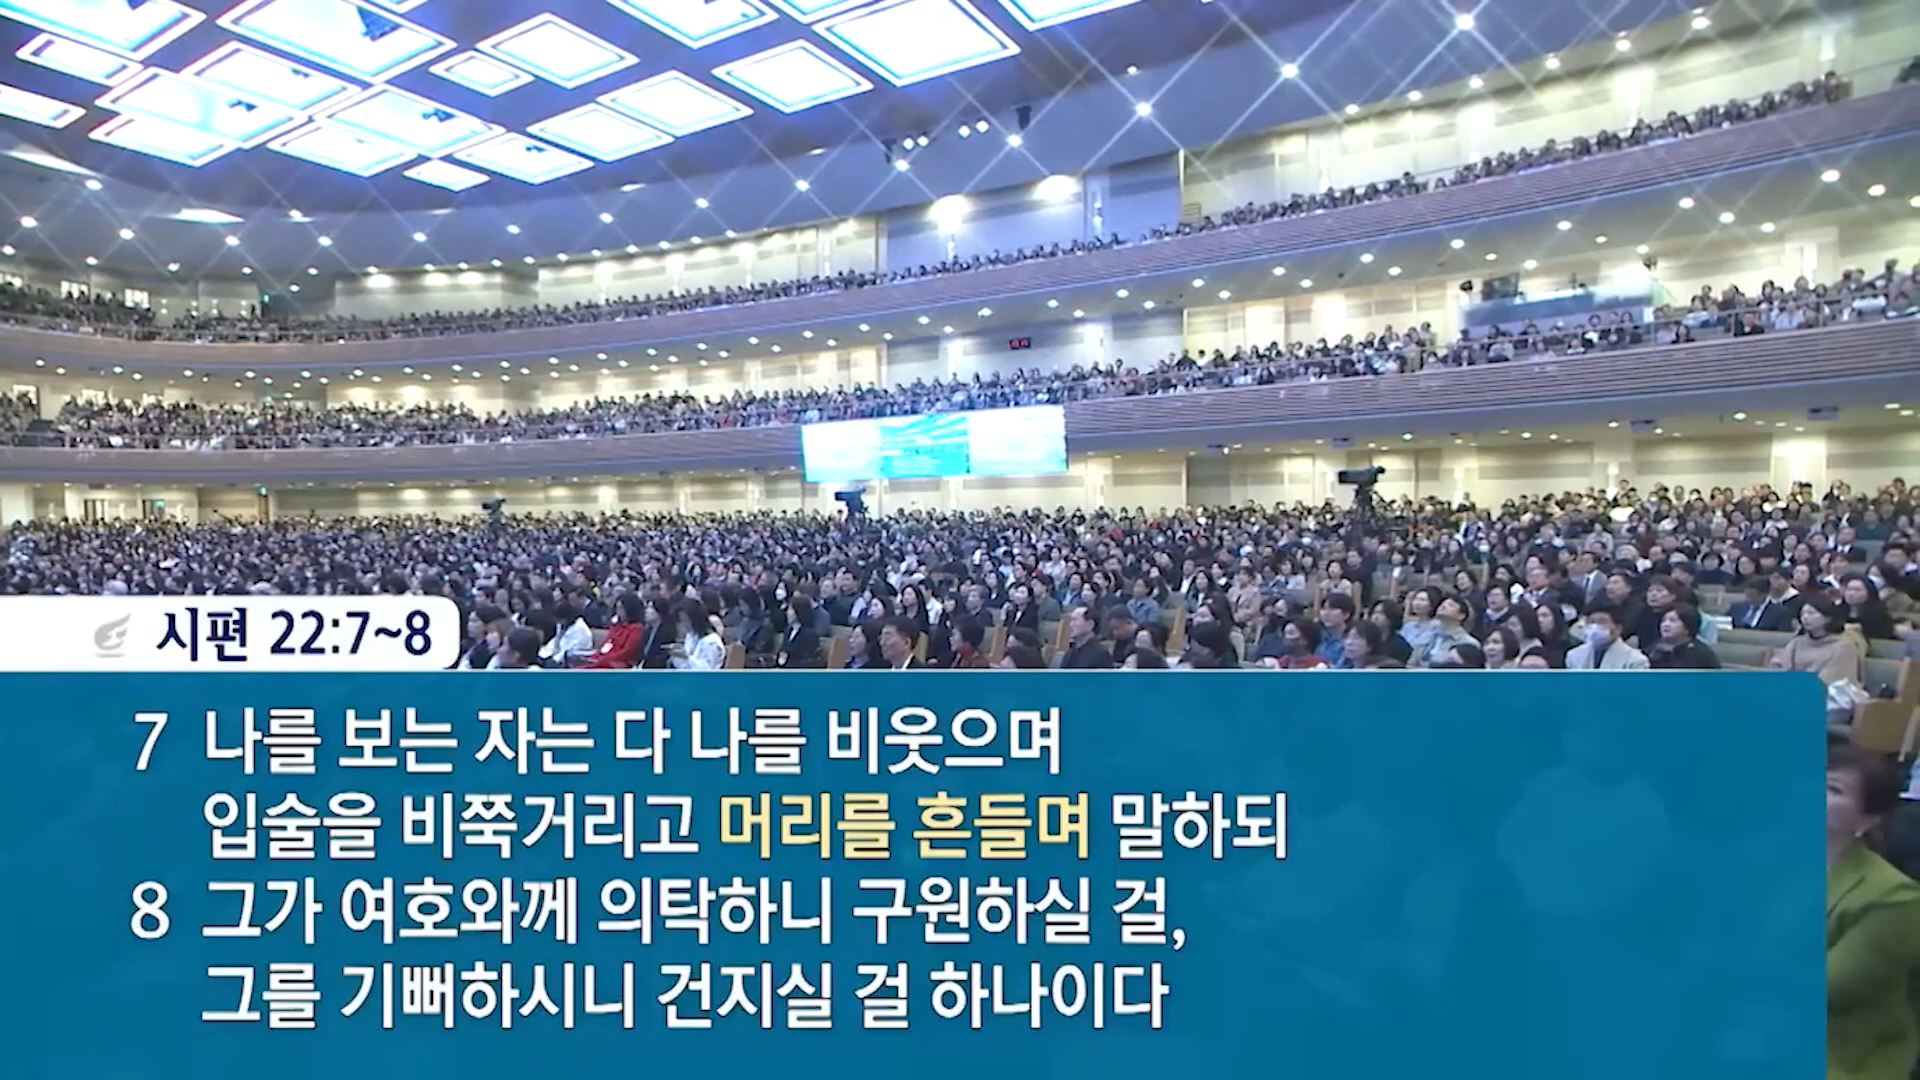 시편 22:7~8
7 나를 보는 자는 다 나를 비웃으며
입술을 비쭉거리고 머리를 흔들며 말하되
8 그가 여호와께 의탁하니 구원하실 걸,
그를 기뻐하시니 건지실 걸 하나이다